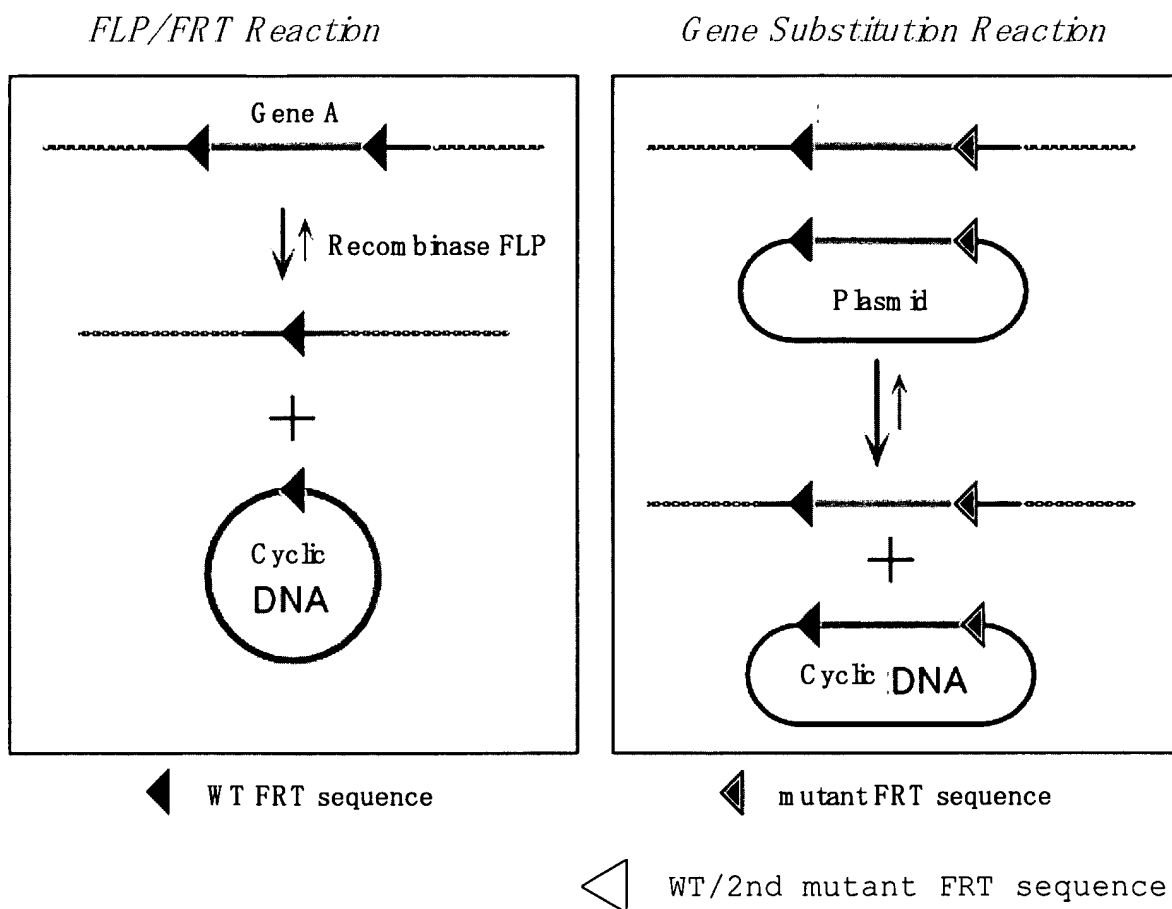 FLP/FRT Reaction
Gene Substitution Reaction
Gene A
Recombinase FLP
Cyclic
DNA
Plasmid
Cyclic DNA
WT FRT sequence
mutant FRT sequence
WT/2nd mutant FRT sequence